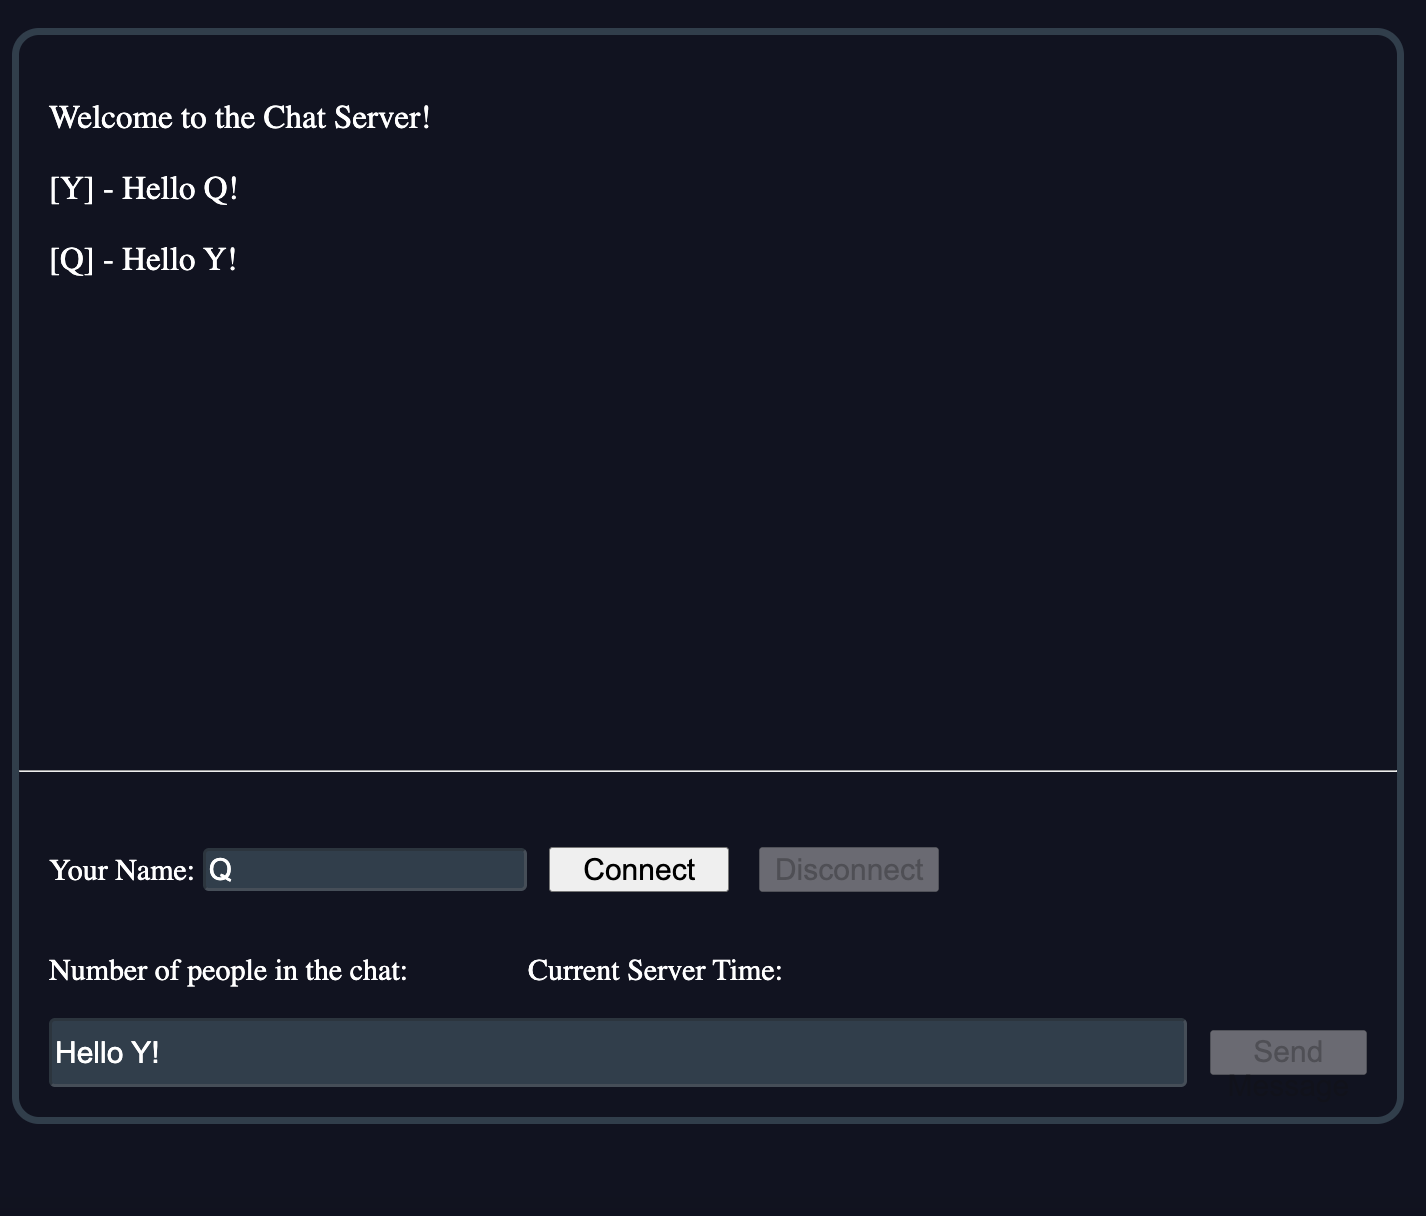 Welcome to the Chat Server!
[Y] - Hello Q!
[Q] - Hello Y!
Your Name: Q Connect Disconnect
Number of people in the chat: Current Server Time:
Hello Y! Send